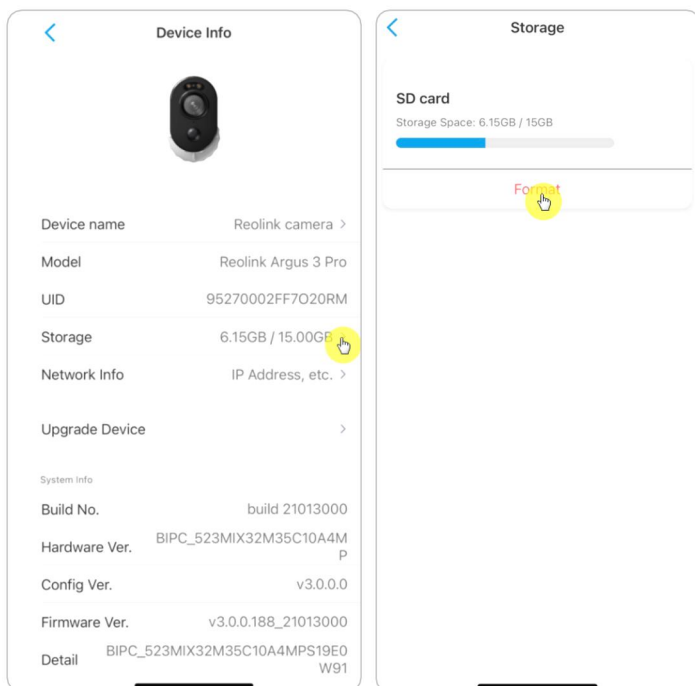 Device Info
Device name
Reolink camera
Model
Reolink Argus 3 Pro
UID
95270002FF7O20RM
Storage
6.15GB / 15.00GB
Network Info
IP Address, etc.
Upgrade Device
System Info
Build No.
build 21013000
Hardware Ver.
BIPC_523MIX32M35C10A4M
P
Config Ver.
v3.0.0.0
Firmware Ver.
v3.0.0.188_21013000
Detail
BIPC_523MIX32M35C10A4MPS19E0
W91
Storage
SD card
Storage Space: 6.15GB / 15GB
Format